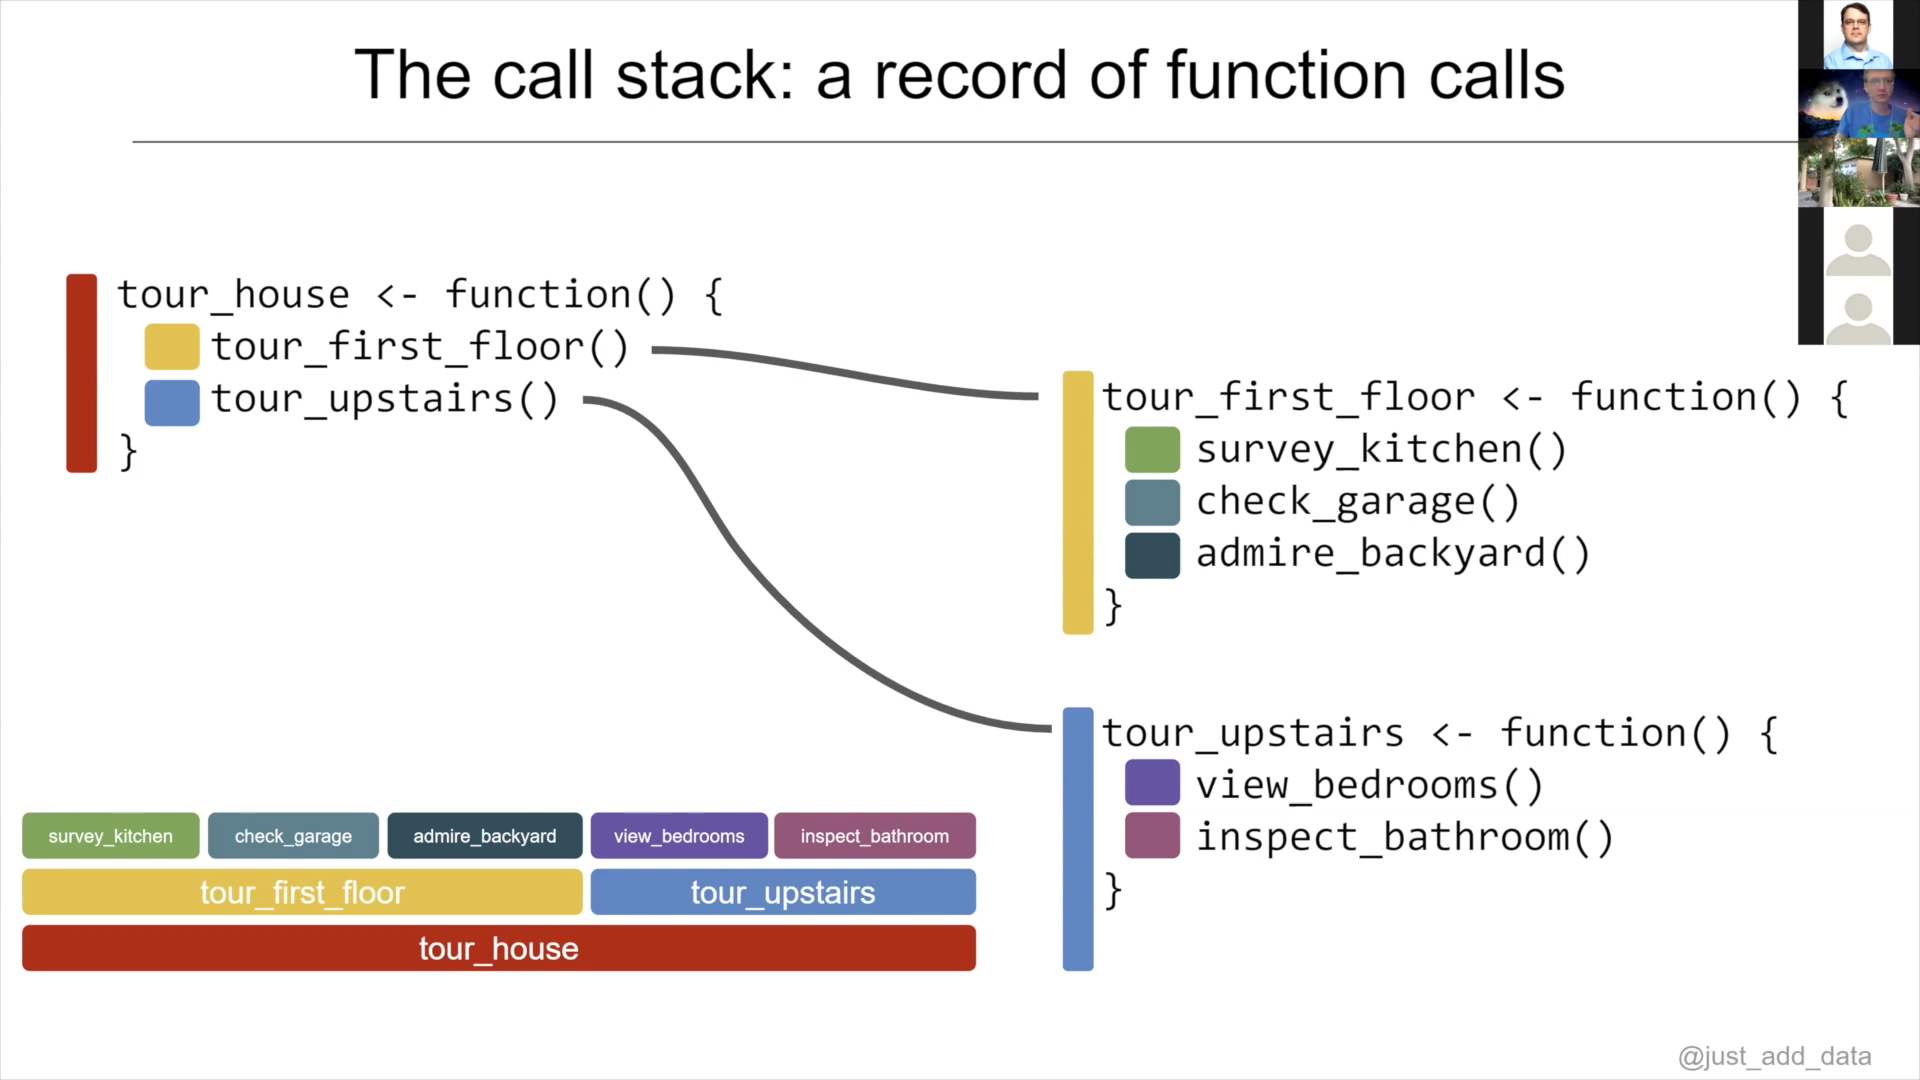 The call stack: a record of function calls
tour_house <- function() {
tour_first_floor()
tour_upstairs()
}
tour_first_floor <- function() {
survey_kitchen()
check_garage()
admire_backyard()
}
tour_upstairs <- function() {
view_bedrooms()
inspect_bathroom()
}
survey_kitchen check_garage admire_backyard view_bedrooms inspect_bathroom
tour_first_floor tour_upstairs
tour_house
@just_add_data